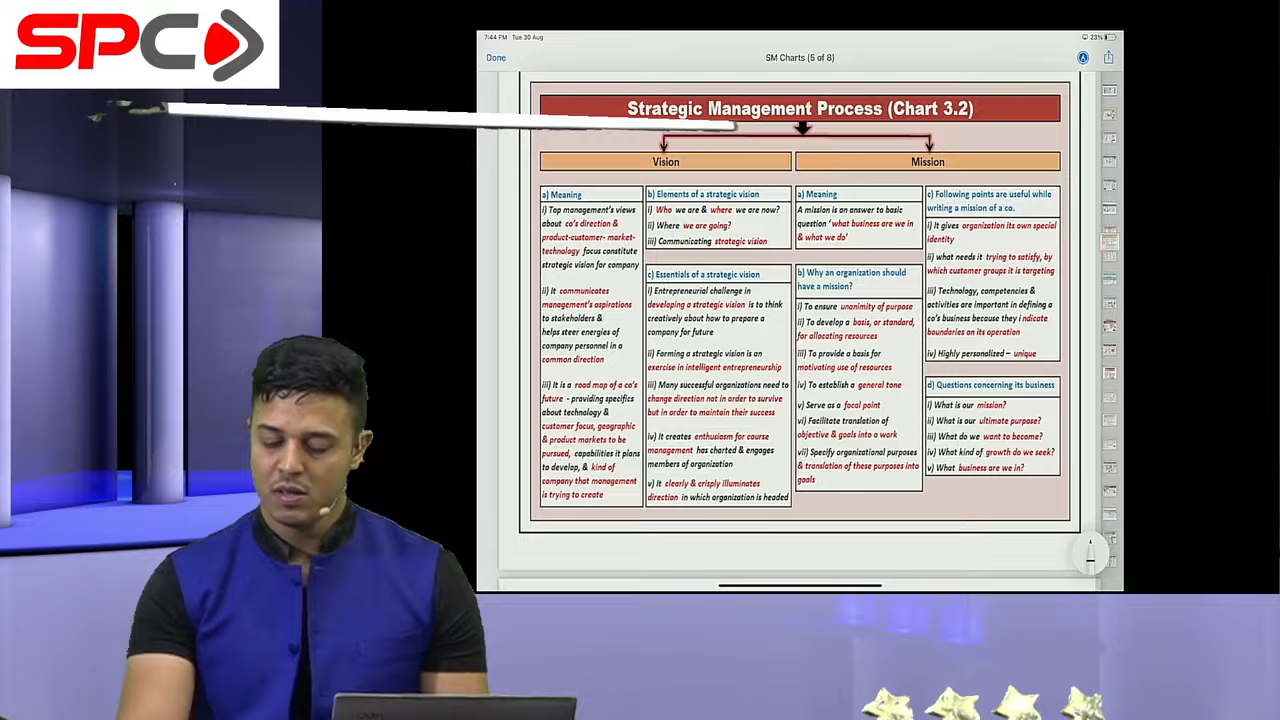 SPC
7:44 PM Tue 30 Aug
23%
Done
SM Charts (5 of 8)
Strategic Management Process (Chart 3.2)
Vision
Mission
a) Meaning
i) Top management's views
about co's direction &
product-customer- market-
technology focus constitute
strategic vision for company
ii) It communicates
management's aspirations
to stakeholders &
helps steer energies of
company personnel in a
common direction
iii) It is a road map of a co's
future - providing specifics
about technology &
customer focus, geographic
& product markets to be
pursued, capabilities it plans
to develop, & kind of
company that management
is trying to create
b) Elements of a strategic vision
i) Who we are & where we are now?
ii) Where we are going?
iii) Communicating strategic vision
c) Essentials of a strategic vision
i) Entrepreneurial challenge in
developing a strategic vision is to think
creatively about how to prepare a
company for future
ii) Forming a strategic vision is an
exercise in intelligent entrepreneurship
iii) Many successful organizations need to
change direction not in order to survive
but in order to maintain their success
iv) It creates enthusiasm for course
management has charted & engages
members of organization
v) It clearly & crisply illuminates
direction in which organization is headed
a) Meaning
A mission is an answer to basic
question 'what business are we in
& what we do'
b) Why an organization should
have a mission?
i) To ensure unanimity of purpose
ii) To develop a basis, or standard,
for allocating resources
iii) To provide a basis for
motivating use of resources
iv) To establish a general tone
v) Serve as a focal point
vi) Facilitate translation of
objective & goals into a work
vii) Specify organizational purposes
& translation of these purposes into
goals
c) Following points are useful while
writing a mission of a co.
i) It gives organization its own special
identity
ii) what needs it trying to satisfy, by
which customer groups it is targeting
iii) Technology, competencies &
activities are important in defining a
co's business because they i ndicate
boundaries on its operation
iv) Highly personalized – unique
d) Questions concerning its business
i) What is our mission?
ii) What is our ultimate purpose?
iii) What do we want to become?
iv) What kind of growth do we seek?
v) What business are we in?